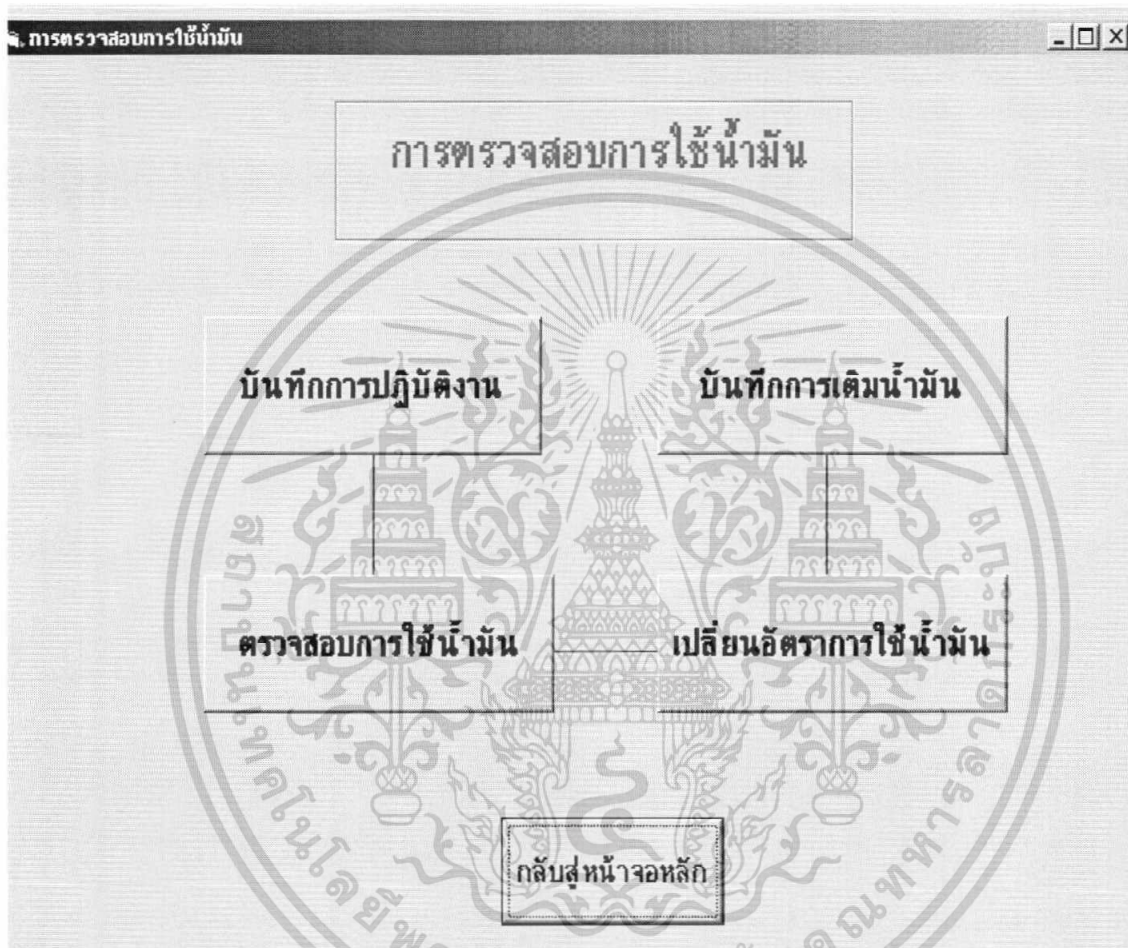 การตรวจสอบการใช้น้ำมัน
การตรวจสอบการใช้น้ำมัน
บันทึกการปฏิบัติงาน
บันทึกการเติมน้ำมัน
ตรวจสอบการใช้น้ำมัน
เปลี่ยนอัตราการใช้น้ำมัน
กลับสู่หน้าจอหลัก